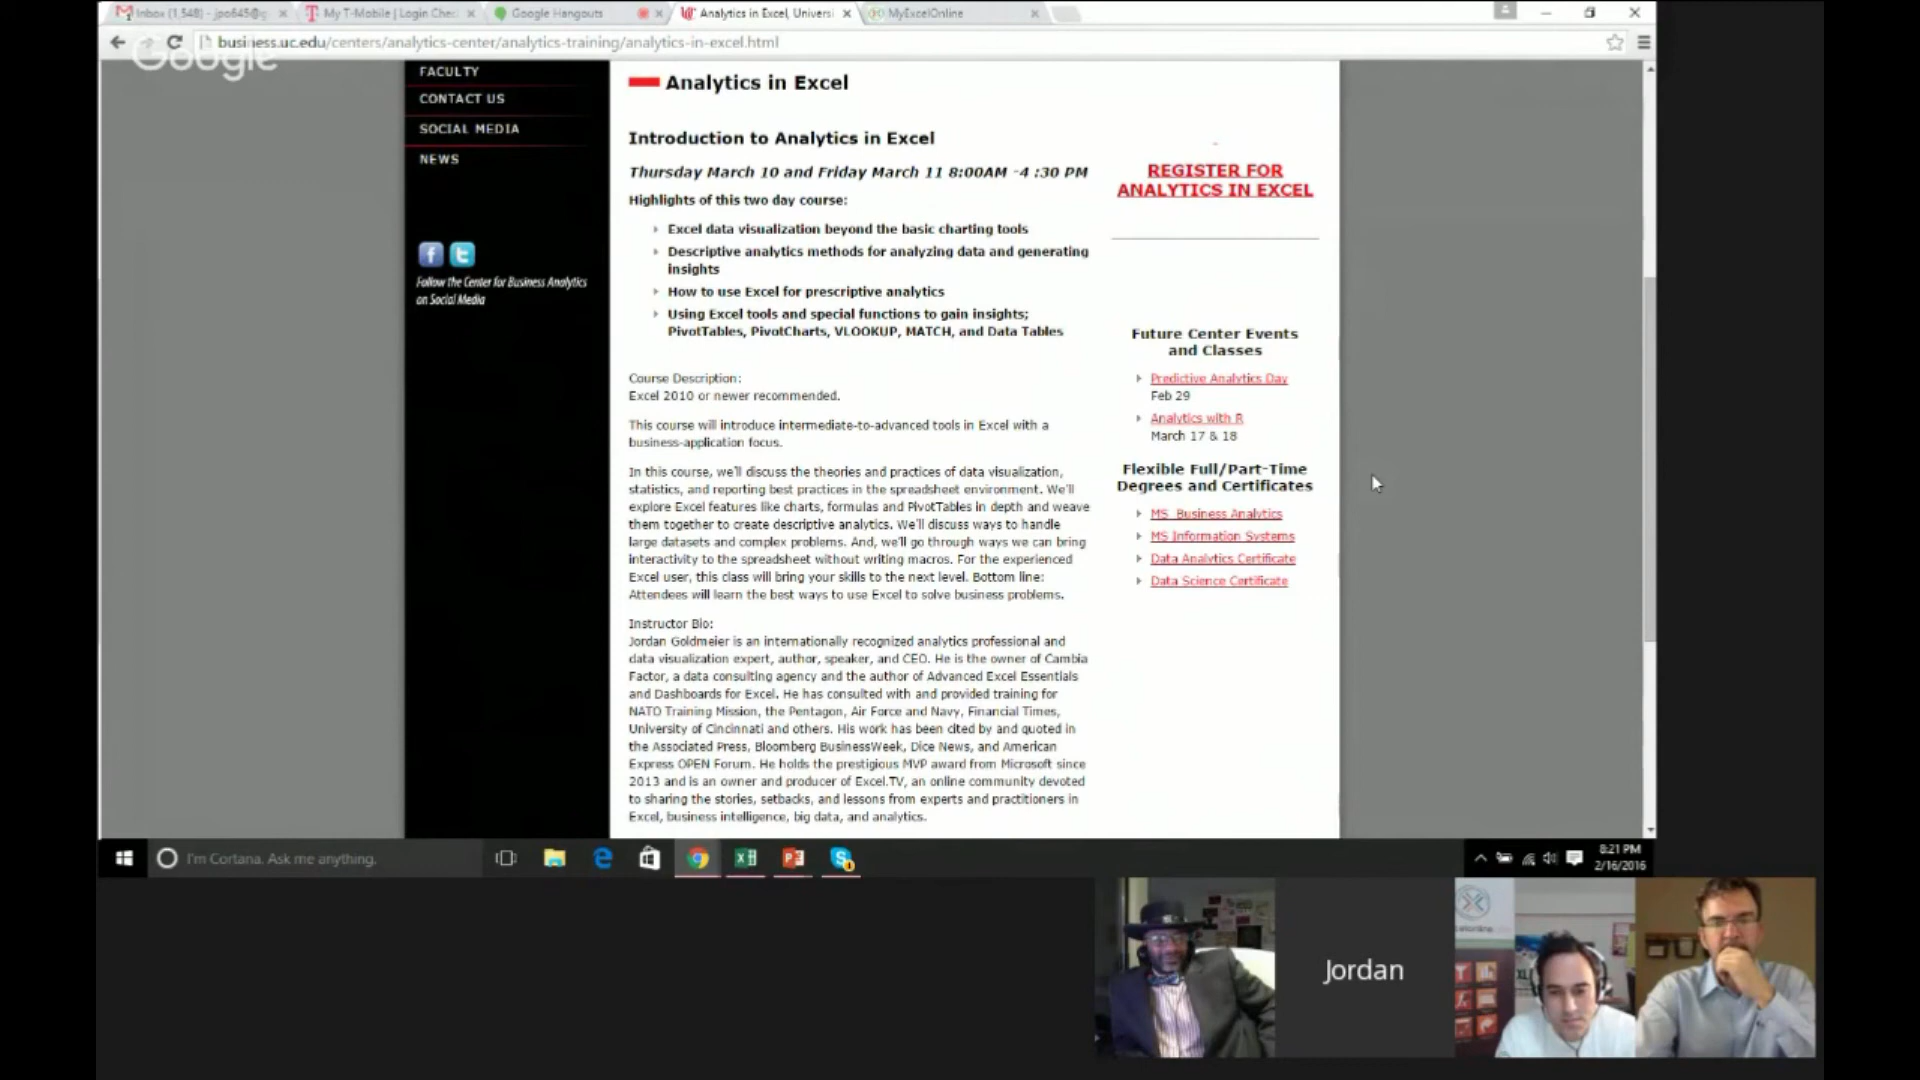 Inbox (1,548) - jpo645@g
My T-Mobile | Login Chec
Google Hangouts
Analytics in Excel, Universi
MyExcelOnline
business.uc.edu/centers/analytics-center/analytics-training/analytics-in-excel.html
Google
FACULTY
CONTACT US
SOCIAL MEDIA
NEWS
Follow the Center for Business Analytics
on Social Media
Analytics in Excel
Introduction to Analytics in Excel
Thursday March 10 and Friday March 11 8:00AM -4 :30 PM
Highlights of this two day course:
Excel data visualization beyond the basic charting tools
Descriptive analytics methods for analyzing data and generating
insights
How to use Excel for prescriptive analytics
Using Excel tools and special functions to gain insights;
PivotTables, PivotCharts, VLOOKUP, MATCH, and Data Tables
Course Description:
Excel 2010 or newer recommended.
This course will introduce intermediate-to-advanced tools in Excel with a
business-application focus.
In this course, we'll discuss the theories and practices of data visualization,
statistics, and reporting best practices in the spreadsheet environment. We'll
explore Excel features like charts, formulas and PivotTables in depth and weave
them together to create descriptive analytics. We'll discuss ways to handle
large datasets and complex problems. And, we'll go through ways we can bring
interactivity to the spreadsheet without writing macros. For the experienced
Excel user, this class will bring your skills to the next level. Bottom line:
Attendees will learn the best ways to use Excel to solve business problems.
Instructor Bio:
Jordan Goldmeier is an internationally recognized analytics professional and
data visualization expert, author, speaker, and CEO. He is the owner of Cambia
Factor, a data consulting agency and the author of Advanced Excel Essentials
and Dashboards for Excel. He has consulted with and provided training for
NATO Training Mission, the Pentagon, Air Force and Navy, Financial Times,
University of Cincinnati and others. His work has been cited by and quoted in
the Associated Press, Bloomberg BusinessWeek, Dice News, and American
Express OPEN Forum. He holds the prestigious MVP award from Microsoft since
2013 and is an owner and producer of Excel.TV, an online community devoted
to sharing the stories, setbacks, and lessons from experts and practitioners in
Excel, business intelligence, big data, and analytics.
REGISTER FOR
ANALYTICS IN EXCEL
Future Center Events
and Classes
Predictive Analytics Day
Feb 29
Analytics with R
March 17 & 18
Flexible Full/Part-Time
Degrees and Certificates
MS Business Analytics
MS Information Systems
Data Analytics Certificate
Data Science Certificate
I'm Cortana. Ask me anything.
8:21 PM
2/16/2016
Jordan